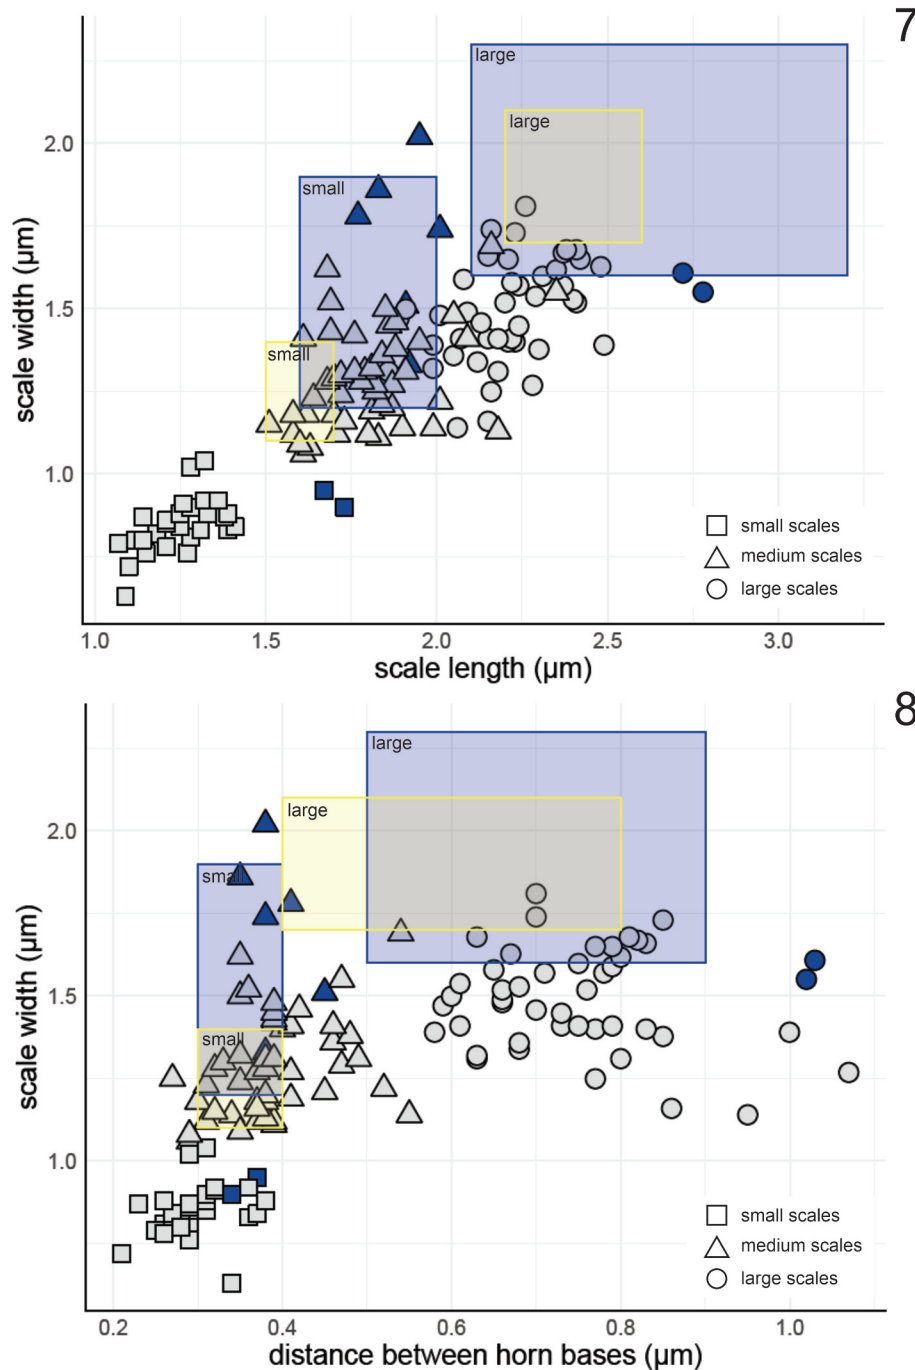 7
large
2.0
large
small
scale width (µm)
1.5
small
1.0
small scales
medium scales
large scales
1.0 1.5 2.0 2.5 3.0
scale length (µm)
8
large
large
2.0
small
scale width (µm)
1.5
small
1.0
small scales
medium scales
large scales
0.2 0.4 0.6 0.8 1.0
distance between horn bases (µm)